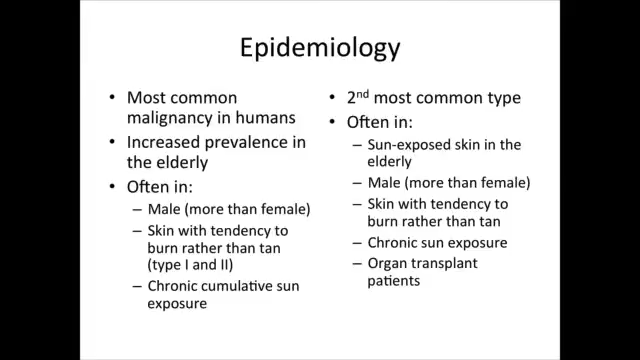 Epidemiology
• Most common
malignancy in humans
• Increased prevalence in
the elderly
• Often in:
– Male (more than female)
– Skin with tendency to
burn rather than tan
(type I and II)
– Chronic cumulative sun
exposure
• 2nd most common type
• Often in:
– Sun-exposed skin in the
elderly
– Male (more than female)
– Skin with tendency to
burn rather than tan
– Chronic sun exposure
– Organ transplant
patients